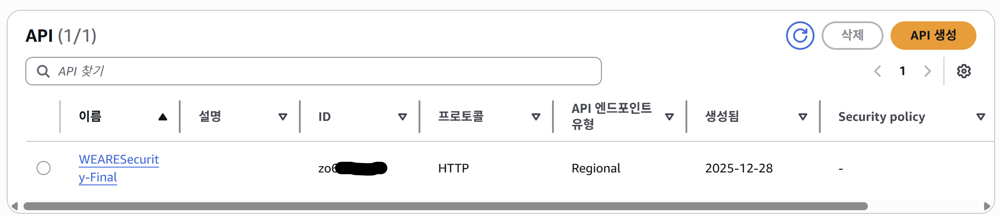 API (1/1)
삭제
API 생성
API 찾기
1
이름
설명
ID
프로토콜
API 엔드포인트
유형
생성됨
Security policy
WEARESecurit
y-Final
zo6
HTTP
Regional
2025-12-28
-